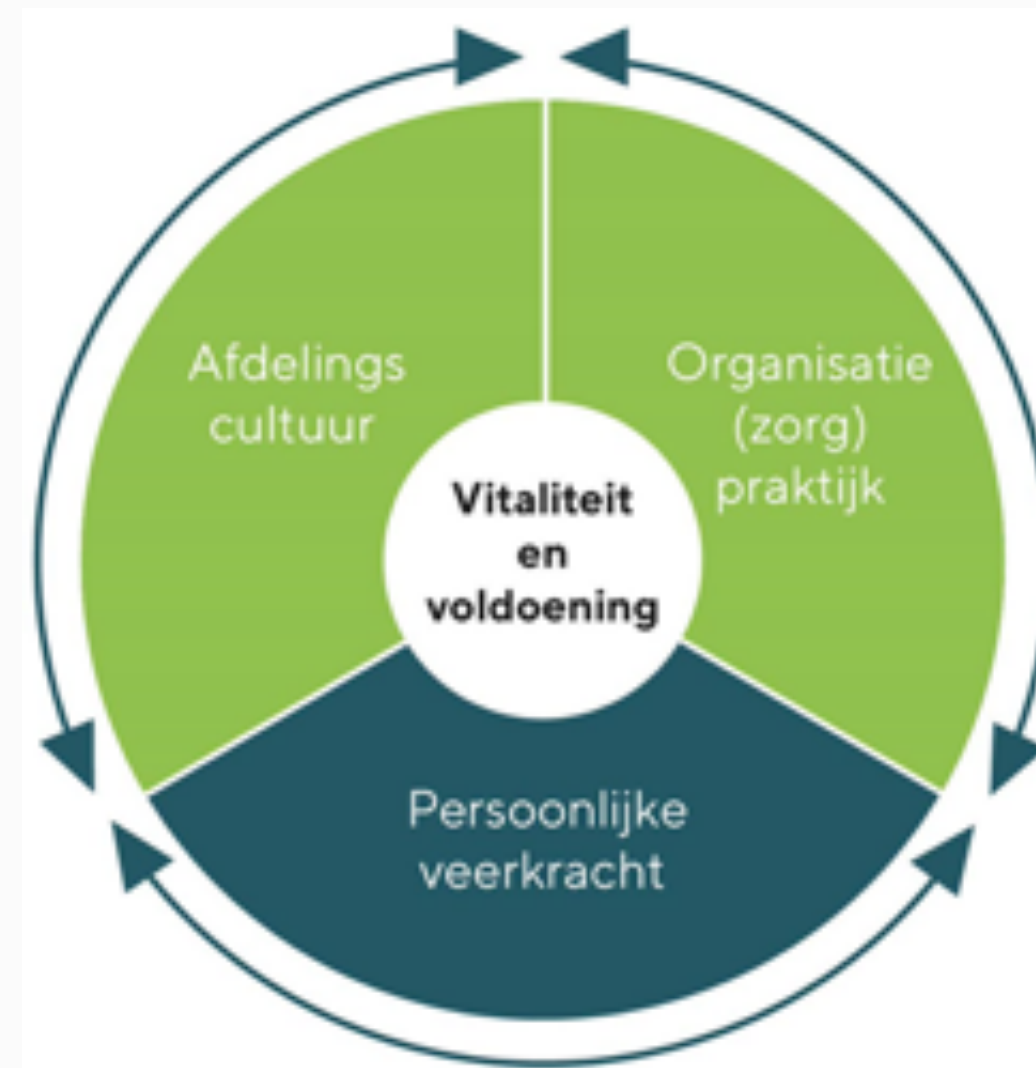 Afdelings
cultuur
Organisatie
(zorg)
praktijk
Vitaliteit
en
voldoening
Persoonlijke
veerkracht